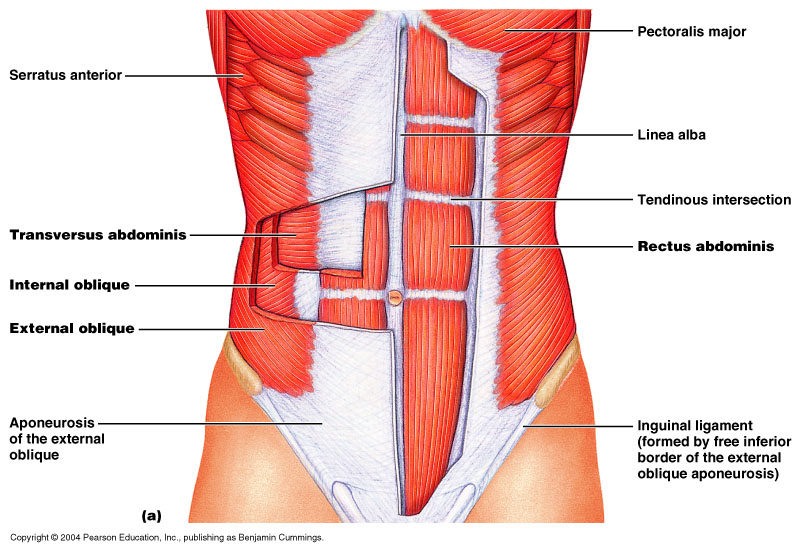 Pectoralis major
Serratus anterior
Linea alba
Tendinous intersection
Transversus abdominis
Rectus abdominis
Internal oblique
External oblique
Aponeurosis
of the external
oblique
Inguinal ligament
(formed by free inferior
border of the external
oblique aponeurosis)
(a)
Copyright © 2004 Pearson Education, Inc., publishing as Benjamin Cummings.